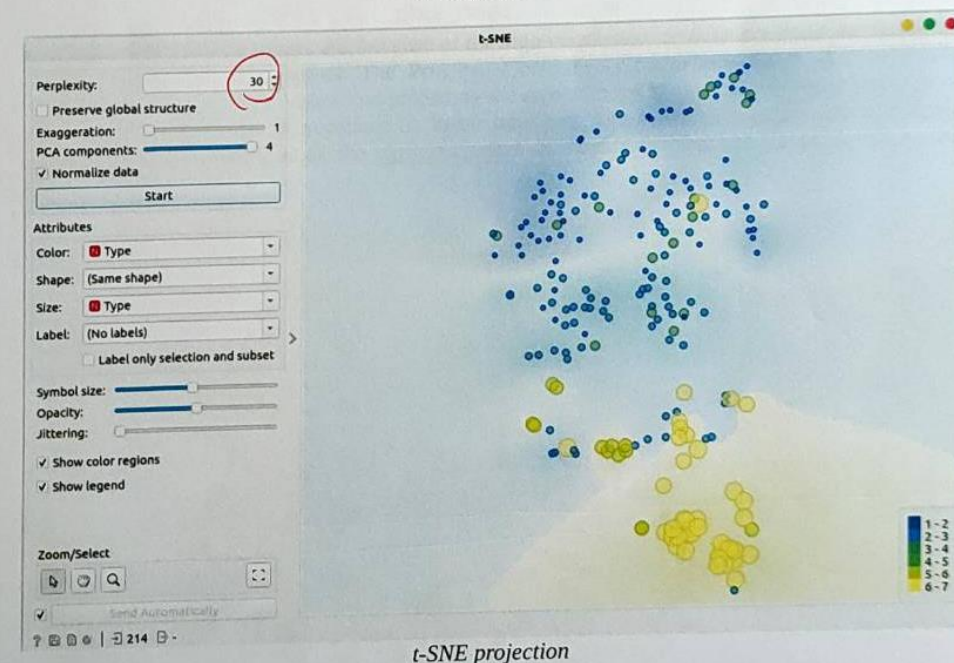 t-SNE
Perplexity: 30
Preserve global structure
Exaggeration: 1
PCA components: 4
Normalize data
Start
Attributes
Color: N Type
Shape: (Same shape)
Size: N Type
Label: (No labels)
Label only selection and subset
Symbol size:
Opacity:
Jittering:
Show color regions
Show legend
1-2
2-3
3-4
4-5
5-6
6-7
Zoom/Select
Send Automatically
? | 214 -
t-SNE projection